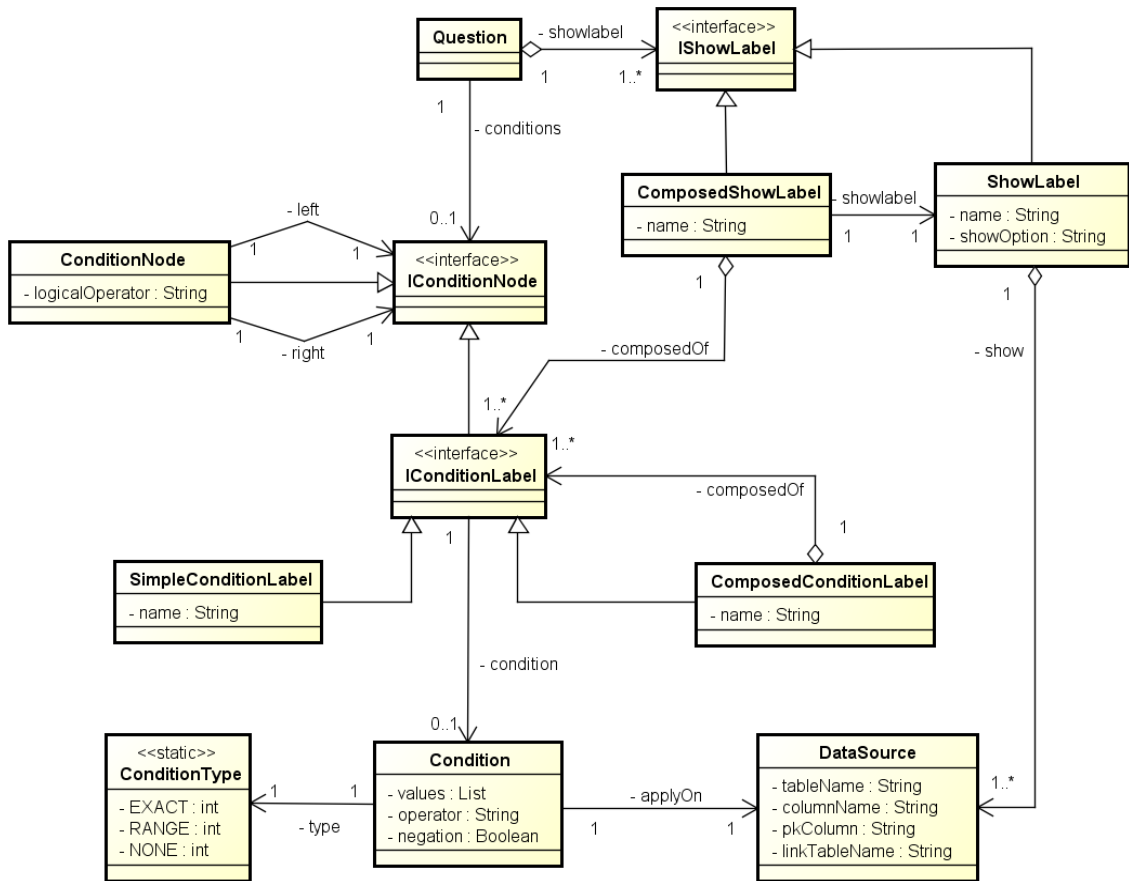 Question
- showlabel
1
1..*
<<interface>>
IShowLabel
1
- conditions
0..1
ComposedShowLabel
- name : String
- showlabel
1
1
ShowLabel
- name : String
- showOption : String
1
1
- left
1
1
ConditionNode
- logicalOperator : String
<<interface>>
IConditionNode
1
1
- right
- composedOf
1..*
- show
<<interface>>
IConditionLabel
1..*
- composedOf
1
1
SimpleConditionLabel
- name : String
ComposedConditionLabel
- name : String
- condition
0..1
<<static>>
ConditionType
- EXACT : int
- RANGE : int
- NONE : int
1
1
- type
Condition
- values : List
- operator : String
- negation : Boolean
- applyOn
1
1
DataSource
- tableName : String
- columnName : String
- pkColumn : String
- linkTableName : String
1..*